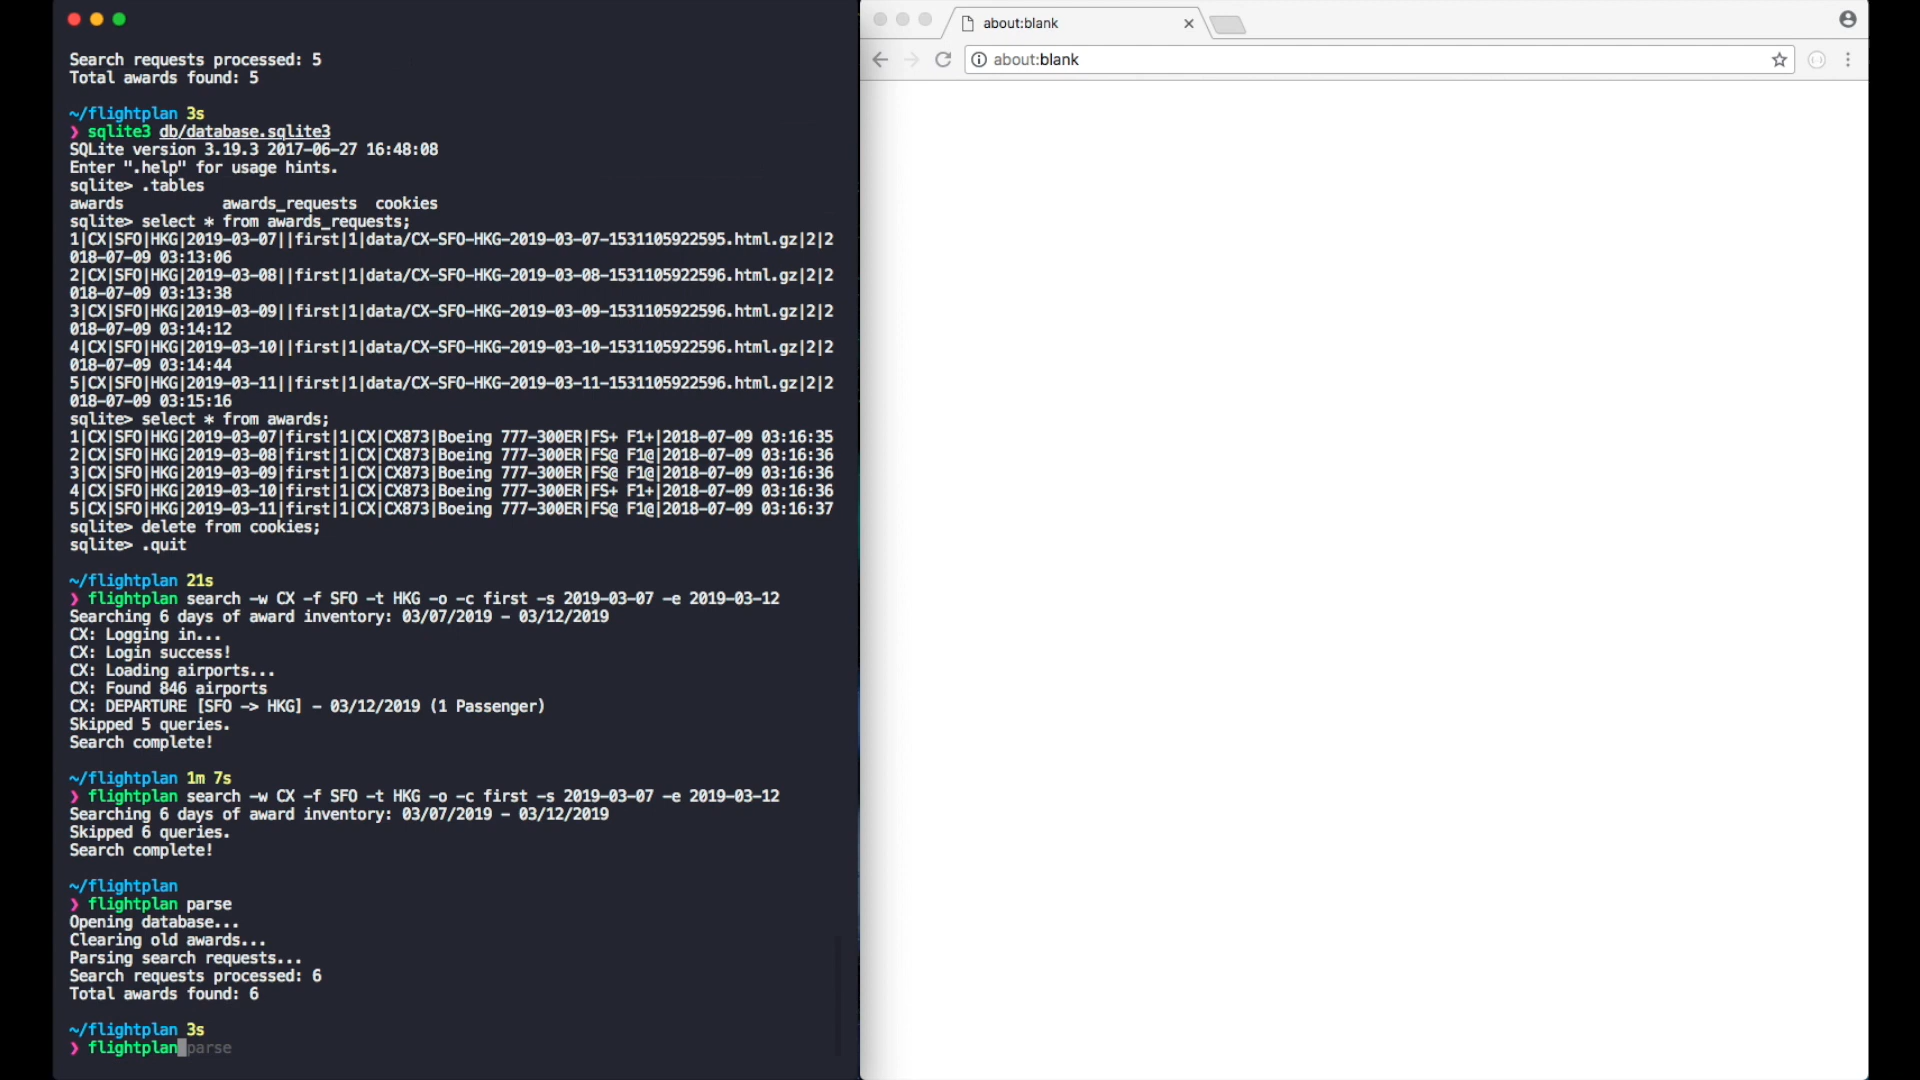 Search requests processed: 5
Total awards found: 5
~/flightplan 3s
❯ sqlite3 db/database.sqlite3
SQLite version 3.19.3 2017-06-27 16:48:08
Enter ".help" for usage hints.
sqlite> .tables
awards           awards_requests  cookies
sqlite> select * from awards_requests;
1|CX|SFO|HKG|2019-03-07||first|1|data/CX-SFO-HKG-2019-03-07-1531105922595.html.gz|2|2
018-07-09 03:13:06
2|CX|SFO|HKG|2019-03-08||first|1|data/CX-SFO-HKG-2019-03-08-1531105922596.html.gz|2|2
018-07-09 03:13:38
3|CX|SFO|HKG|2019-03-09||first|1|data/CX-SFO-HKG-2019-03-09-1531105922596.html.gz|2|2
018-07-09 03:14:12
4|CX|SFO|HKG|2019-03-10||first|1|data/CX-SFO-HKG-2019-03-10-1531105922596.html.gz|2|2
018-07-09 03:14:44
5|CX|SFO|HKG|2019-03-11||first|1|data/CX-SFO-HKG-2019-03-11-1531105922596.html.gz|2|2
018-07-09 03:15:16
sqlite> select * from awards;
1|CX|SFO|HKG|2019-03-07|first|1|CX|CX873|Boeing 777-300ER|FS+ F1+|2018-07-09 03:16:35
2|CX|SFO|HKG|2019-03-08|first|1|CX|CX873|Boeing 777-300ER|FS@ F1@|2018-07-09 03:16:36
3|CX|SFO|HKG|2019-03-09|first|1|CX|CX873|Boeing 777-300ER|FS@ F1@|2018-07-09 03:16:36
4|CX|SFO|HKG|2019-03-10|first|1|CX|CX873|Boeing 777-300ER|FS+ F1+|2018-07-09 03:16:36
5|CX|SFO|HKG|2019-03-11|first|1|CX|CX873|Boeing 777-300ER|FS@ F1@|2018-07-09 03:16:37
sqlite> delete from cookies;
sqlite> .quit
~/flightplan 21s
❯ flightplan search -w CX -f SFO -t HKG -o -c first -s 2019-03-07 -e 2019-03-12
Searching 6 days of award inventory: 03/07/2019 - 03/12/2019
CX: Logging in...
CX: Login success!
CX: Loading airports...
CX: Found 846 airports
CX: DEPARTURE [SFO -> HKG] - 03/12/2019 (1 Passenger)
Skipped 5 queries.
Search complete!
~/flightplan 1m 7s
❯ flightplan search -w CX -f SFO -t HKG -o -c first -s 2019-03-07 -e 2019-03-12
Searching 6 days of award inventory: 03/07/2019 - 03/12/2019
Skipped 6 queries.
Search complete!
~/flightplan
❯ flightplan parse
Opening database...
Clearing old awards...
Parsing search requests...
Search requests processed: 6
Total awards found: 6
~/flightplan 3s
❯ flightplan parse
about:blank
about:blank